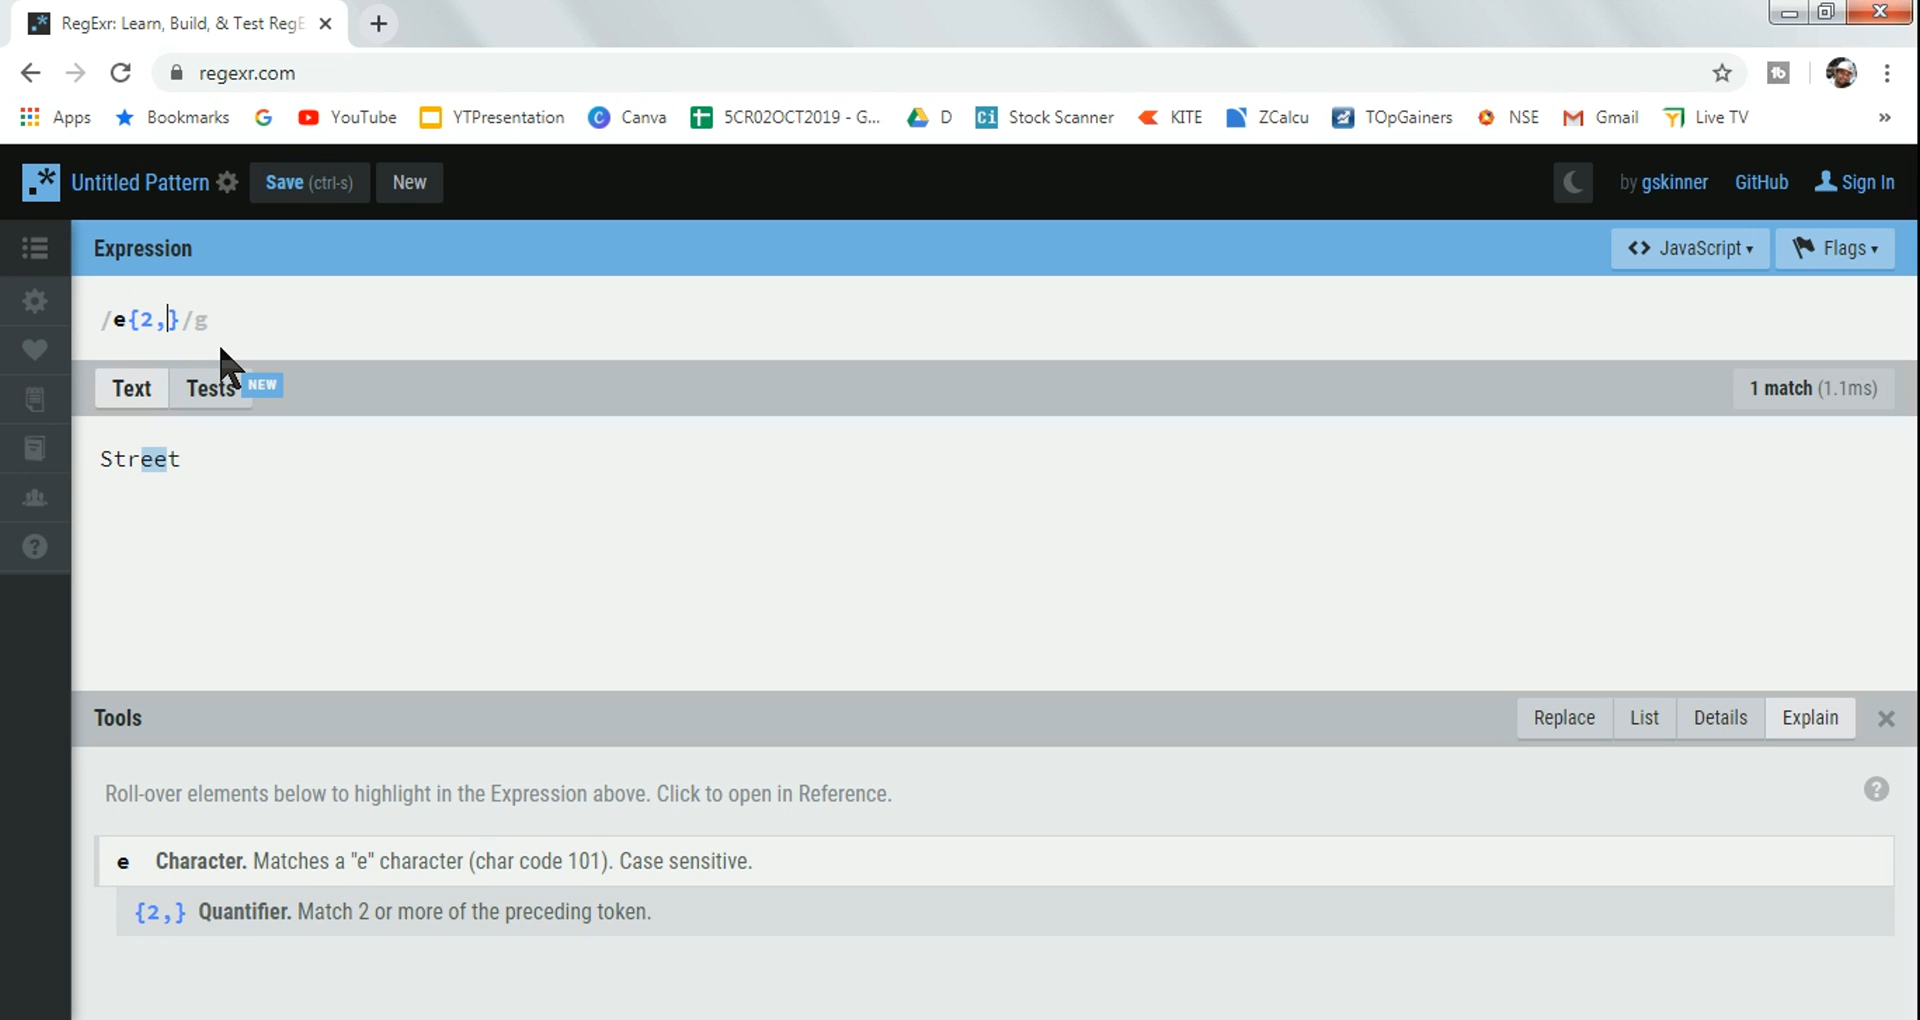 RegExr: Learn, Build, & Test RegE
regexr.com
Apps Bookmarks YouTube YTPresentation Canva 5CR02OCT2019 - G... D Stock Scanner KITE ZCalcu TOpGainers NSE Gmail Live TV »
.* Untitled Pattern Save (ctrl-s) New by gskinner GitHub Sign In
Expression <> JavaScript Flags
/e{2,}/g
Text Tests NEW 1 match (1.1ms)
Street
Tools Replace List Details Explain
Roll-over elements below to highlight in the Expression above. Click to open in Reference.
e Character. Matches a "e" character (char code 101). Case sensitive.
{2,} Quantifier. Match 2 or more of the preceding token.